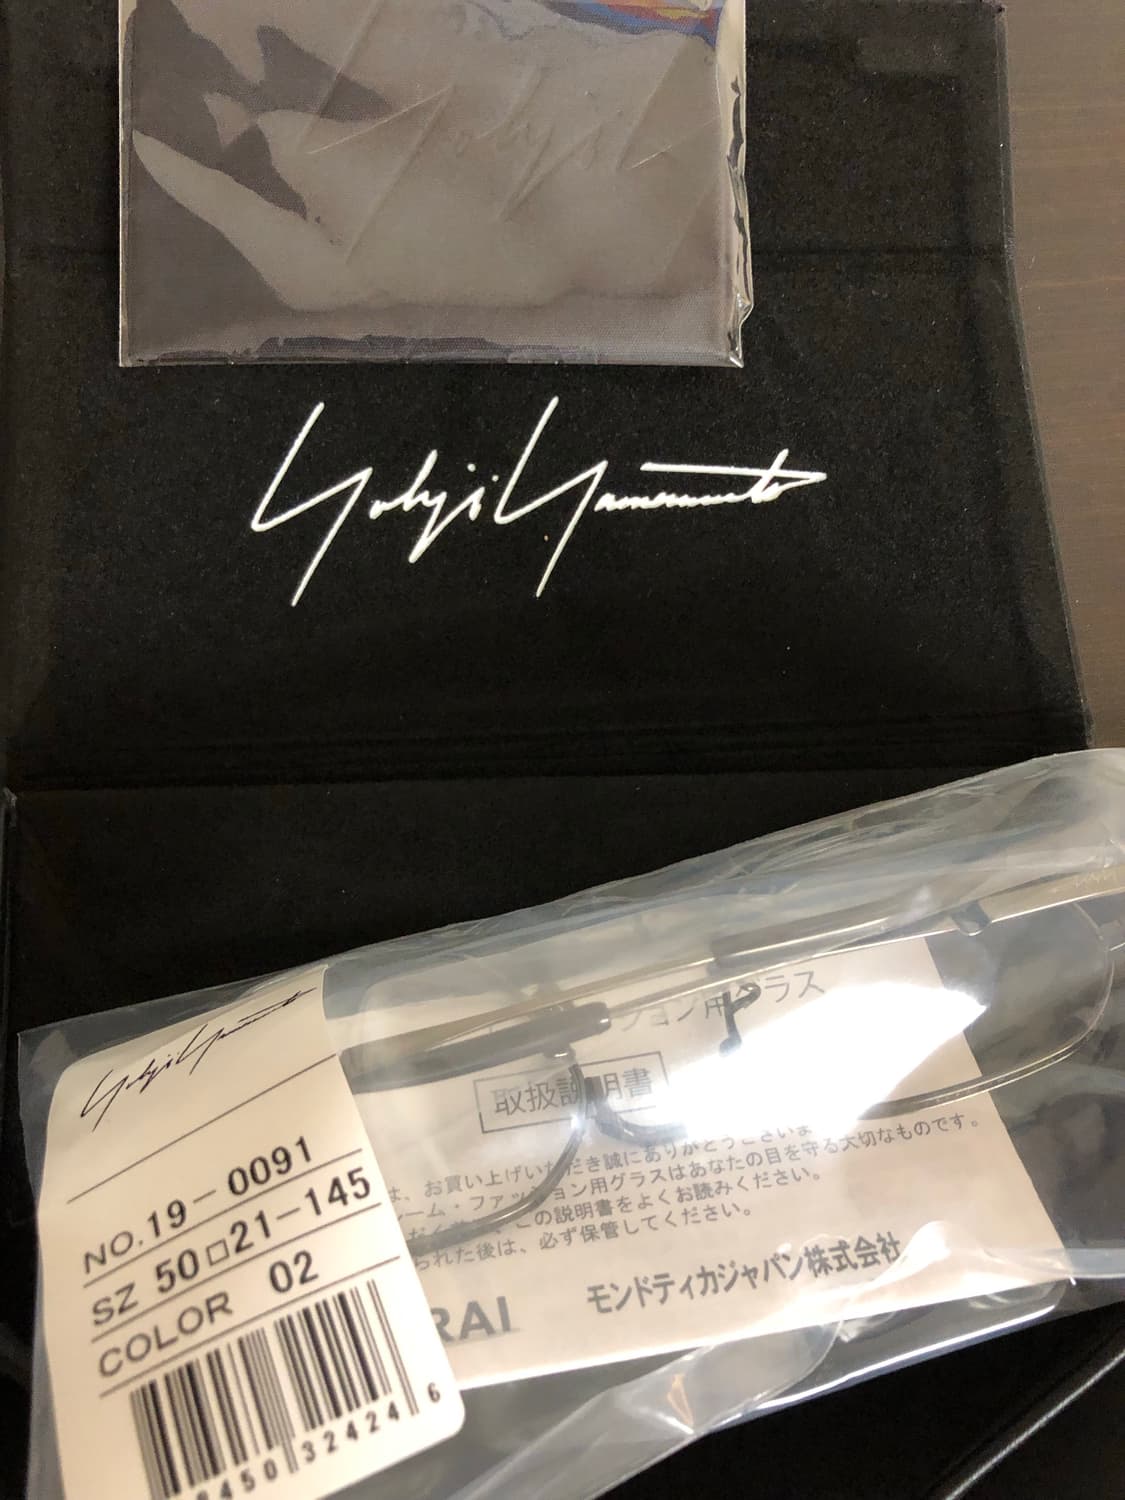 Yohji Yamamoto
Yohji Yamamoto
NO.19-0091
SZ 50□21-145
COLOR 02
450 32424 6
ション用グラス
取扱説明書
は、お買い上げいただき誠にありがとうございま
レーム・ファッション用グラスはあなたの目を守る大切なものです。
、この説明書をよくお読みください。
られた後は、必ず保管してください。
RAI
モンドティカジャパン株式会社